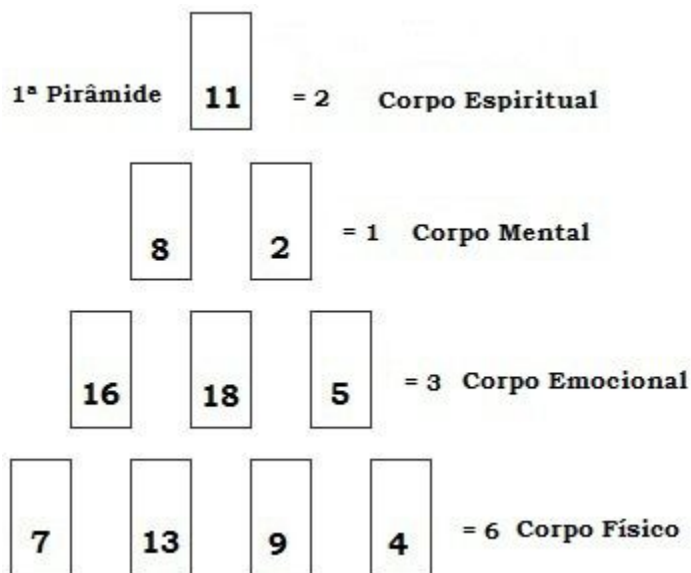 1ª Pirâmide 11 = 2 Corpo Espiritual
8 2 = 1 Corpo Mental
16 18 5 = 3 Corpo Emocional
7 13 9 4 = 6 Corpo Físico